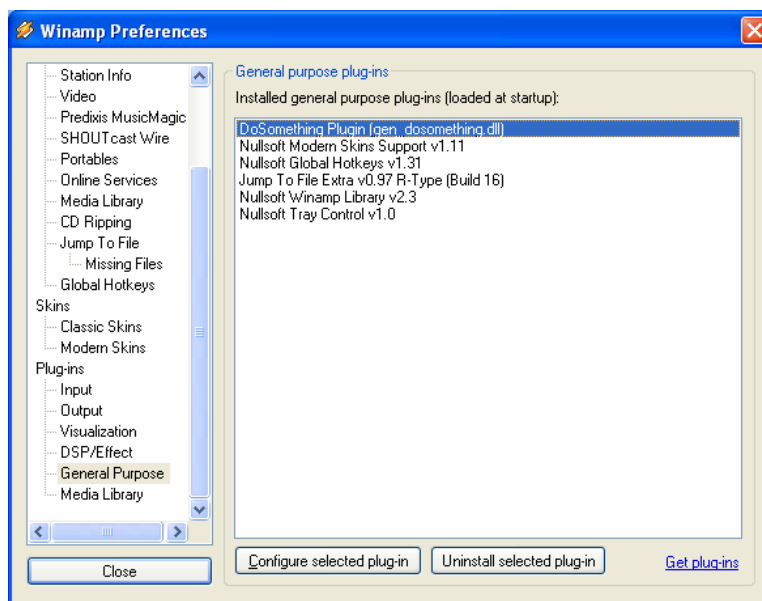 Winamp Preferences
Station Info
Video
Predixis MusicMagic
SHOUTcast Wire
Portables
Online Services
Media Library
CD Ripping
Jump To File
Missing Files
Global Hotkeys
Skins
Classic Skins
Modern Skins
Plug-ins
Input
Output
Visualization
DSP/Effect
General Purpose
Media Library
Close
General purpose plug-ins
Installed general purpose plug-ins (loaded at startup):
DoSomething Plugin (gen_dosomething.dll)
Nullsoft Modern Skins Support v1.11
Nullsoft Global Hotkeys v1.31
Jump To File Extra v0.97 R-Type (Build 16)
Nullsoft Winamp Library v2.3
Nullsoft Tray Control v1.0
Configure selected plug-in
Uninstall selected plug-in
Get plug-ins